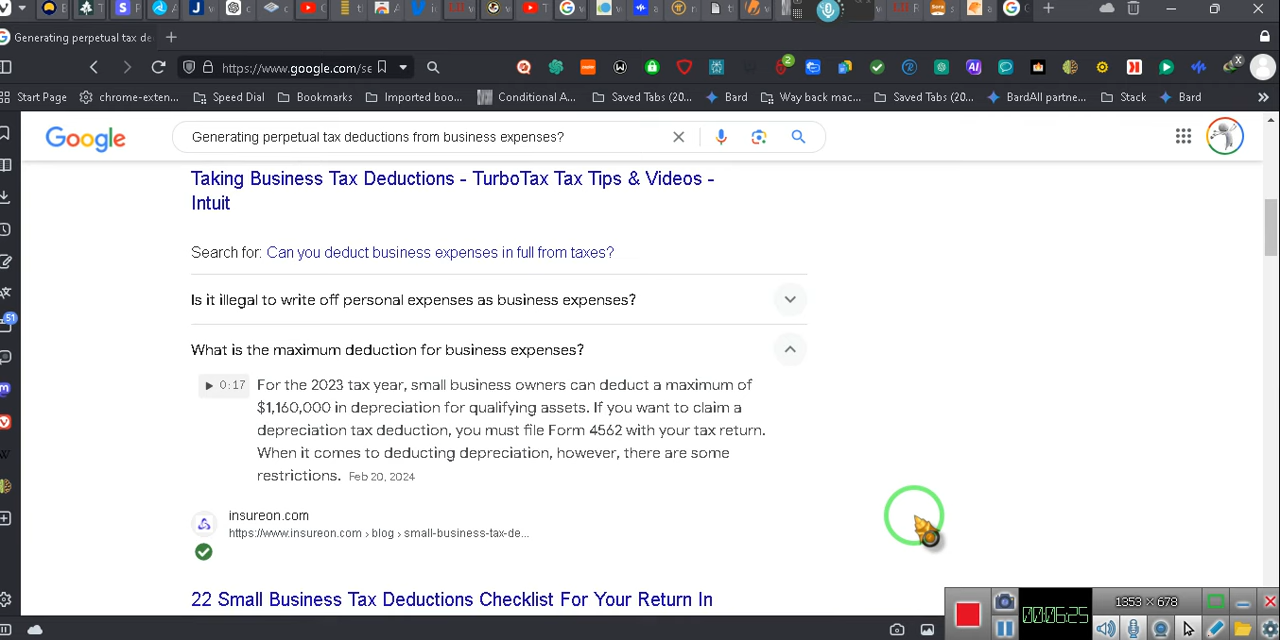 Generating perpetual tax de
https://www.google.com/se
Start Page
chrome-exten...
Speed Dial
Bookmarks
Imported boo...
Conditional A...
Saved Tabs (20...
Bard
Way back mac...
Saved Tabs (20...
BardAll partne...
Stack
Bard
Google
Generating perpetual tax deductions from business expenses?
Taking Business Tax Deductions - TurboTax Tax Tips & Videos -
Intuit
Search for: Can you deduct business expenses in full from taxes?
Is it illegal to write off personal expenses as business expenses?
What is the maximum deduction for business expenses?
0:17
For the 2023 tax year, small business owners can deduct a maximum of
$1,160,000 in depreciation for qualifying assets. If you want to claim a
depreciation tax deduction, you must file Form 4562 with your tax return.
When it comes to deducting depreciation, however, there are some
restrictions. Feb 20, 2024
insureon.com
https://www.insureon.com › blog › small-business-tax-de...
22 Small Business Tax Deductions Checklist For Your Return In
1353 × 678
00:06:25
51
2